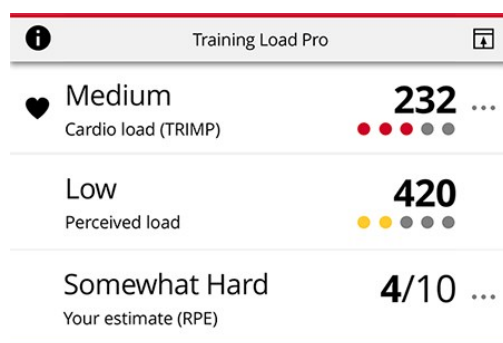 Training Load Pro
Medium
232
Cardio load (TRIMP)
Low
420
Perceived load
Somewhat Hard
4/10
Your estimate (RPE)